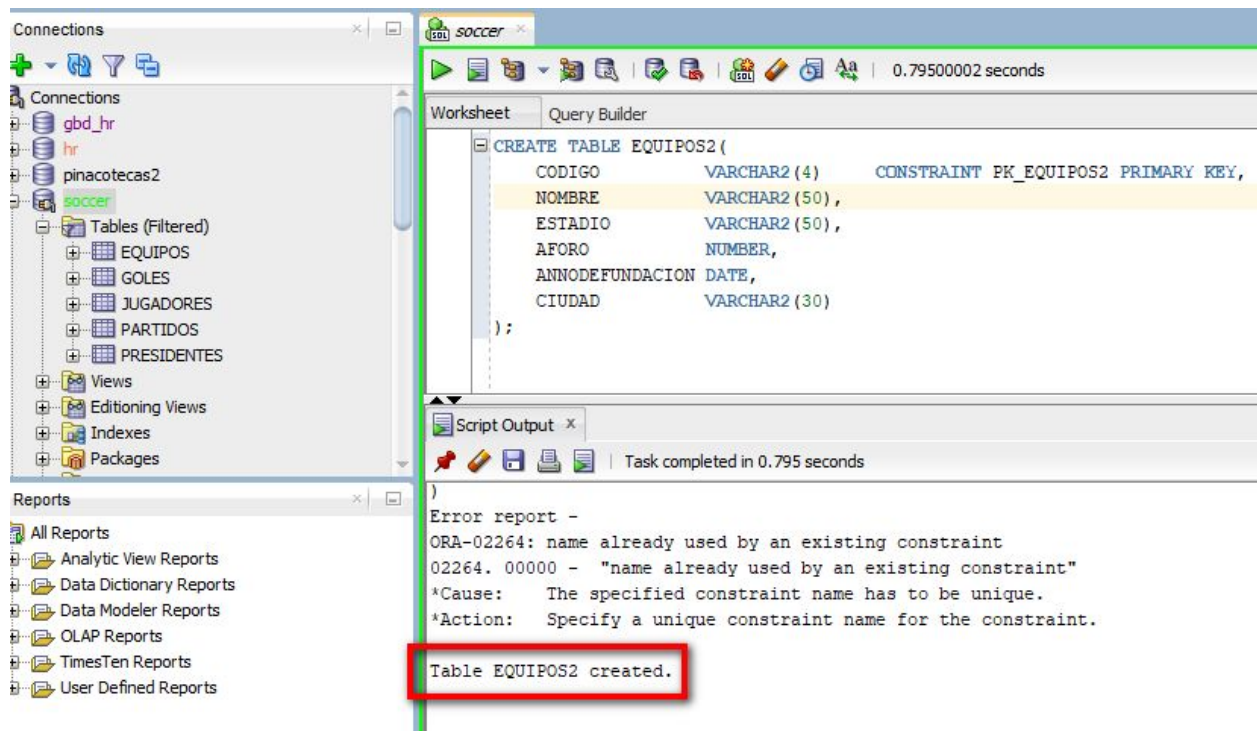 Connections
Connections
gbd_hr
hr
pinacotecas2
soccer
Tables (Filtered)
EQUIPOS
GOLES
JUGADORES
PARTIDOS
PRESIDENTES
Views
Editioning Views
Indexes
Packages
Reports
All Reports
Analytic View Reports
Data Dictionary Reports
Data Modeler Reports
OLAP Reports
TimesTen Reports
User Defined Reports
SQL soccer
SQL Aa 0.79500002 seconds
Worksheet Query Builder
CREATE TABLE EQUIPOS2(
CODIGO VARCHAR2(4) CONSTRAINT PK_EQUIPOS2 PRIMARY KEY,
NOMBRE VARCHAR2(50),
ESTADIO VARCHAR2(50),
AFORO NUMBER,
ANNODEFUNDACION DATE,
CIUDAD VARCHAR2(30)
);
Script Output x
Task completed in 0.795 seconds
)
Error report -
ORA-02264: name already used by an existing constraint
02264. 00000 - "name already used by an existing constraint"
*Cause: The specified constraint name has to be unique.
*Action: Specify a unique constraint name for the constraint.
Table EQUIPOS2 created.